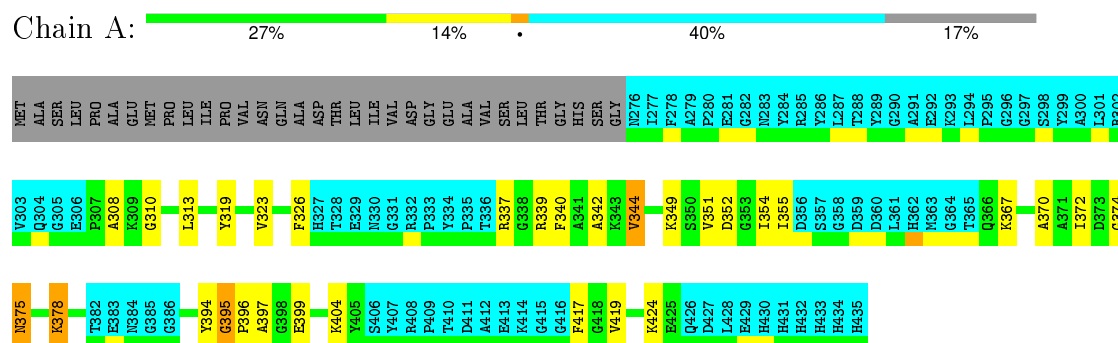 Chain A:
27% 14% • 40% 17%
MET ALA SER LEU PRO ALA GLU MET PRO LEU ILE PRO VAL ASN GLN ALA ASP THR LEU ILE VAL ASP GLY GLU ALA VAL SER LEU THR GLY HIS SER GLY N276 I277 F278 A279 P280 E281 G282 N283 Y284 R285 Y286 L287 T288 Y289 G290 A291 E292 K293 L294 P295 G296 G297 S298 Y299 A300 L301 R302
V303 Q304 G305 E306 P307 A308 K309 G310 L313 Y319 V323 F326 H327 T328 E329 N330 G331 R332 P333 Y334 P335 T336 R337 G338 R339 F340 A341 A342 K343 V344 K349 S350 V351 D352 G353 I354 I355 D356 S357 G358 D359 D360 L361 H362 M363 G364 T365 Q366 K367 A370 A371 I372 D373 G374
N375 K378 T382 E383 N384 G385 G386 Y394 G395 P396 A397 G398 E399 K404 Y405 S406 Y407 R408 P409 T410 D411 A412 E413 K414 G415 G416 F417 G418 V419 K424 E425 Q426 D427 L428 E429 H430 H431 H432 H433 H434 H435